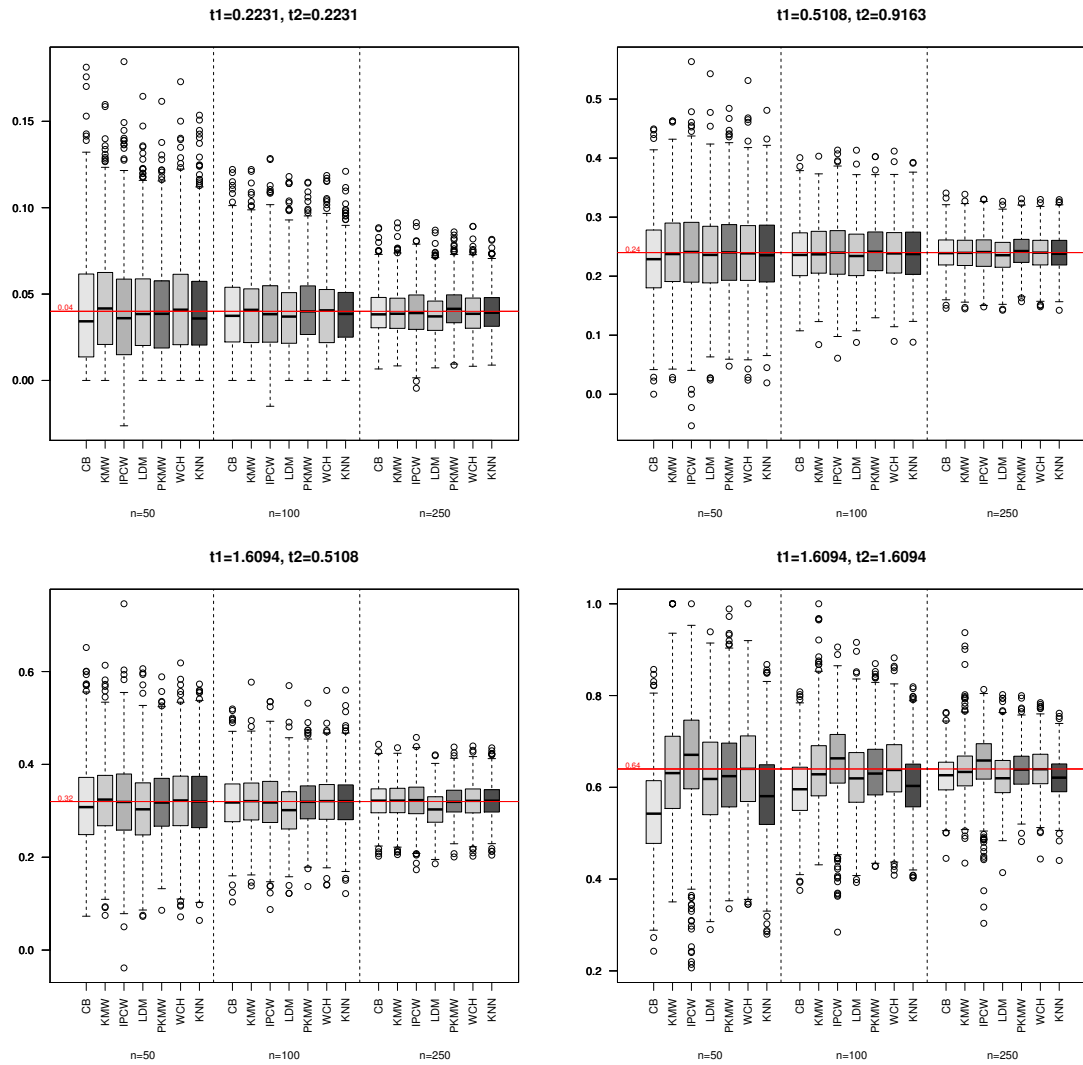 t1=0.2231, t2=0.2231
0.15
0.10
0.05
0.00
0.04
CB KMW IPCW LDM PKMW WCH KNN CB KMW IPCW LDM PKMW WCH KNN CB KMW IPCW LDM PKMW WCH KNN
n=50 n=100 n=250
t1=0.5108, t2=0.9163
0.5
0.4
0.3
0.2
0.1
0.0
0.24
CB KMW IPCW LDM PKMW WCH KNN CB KMW IPCW LDM PKMW WCH KNN CB KMW IPCW LDM PKMW WCH KNN
n=50 n=100 n=250
t1=1.6094, t2=0.5108
0.6
0.4
0.2
0.0
0.32
CB KMW IPCW LDM PKMW WCH KNN CB KMW IPCW LDM PKMW WCH KNN CB KMW IPCW LDM PKMW WCH KNN
n=50 n=100 n=250
t1=1.6094, t2=1.6094
1.0
0.8
0.6
0.4
0.2
0.64
CB KMW IPCW LDM PKMW WCH KNN CB KMW IPCW LDM PKMW WCH KNN CB KMW IPCW LDM PKMW WCH KNN
n=50 n=100 n=250